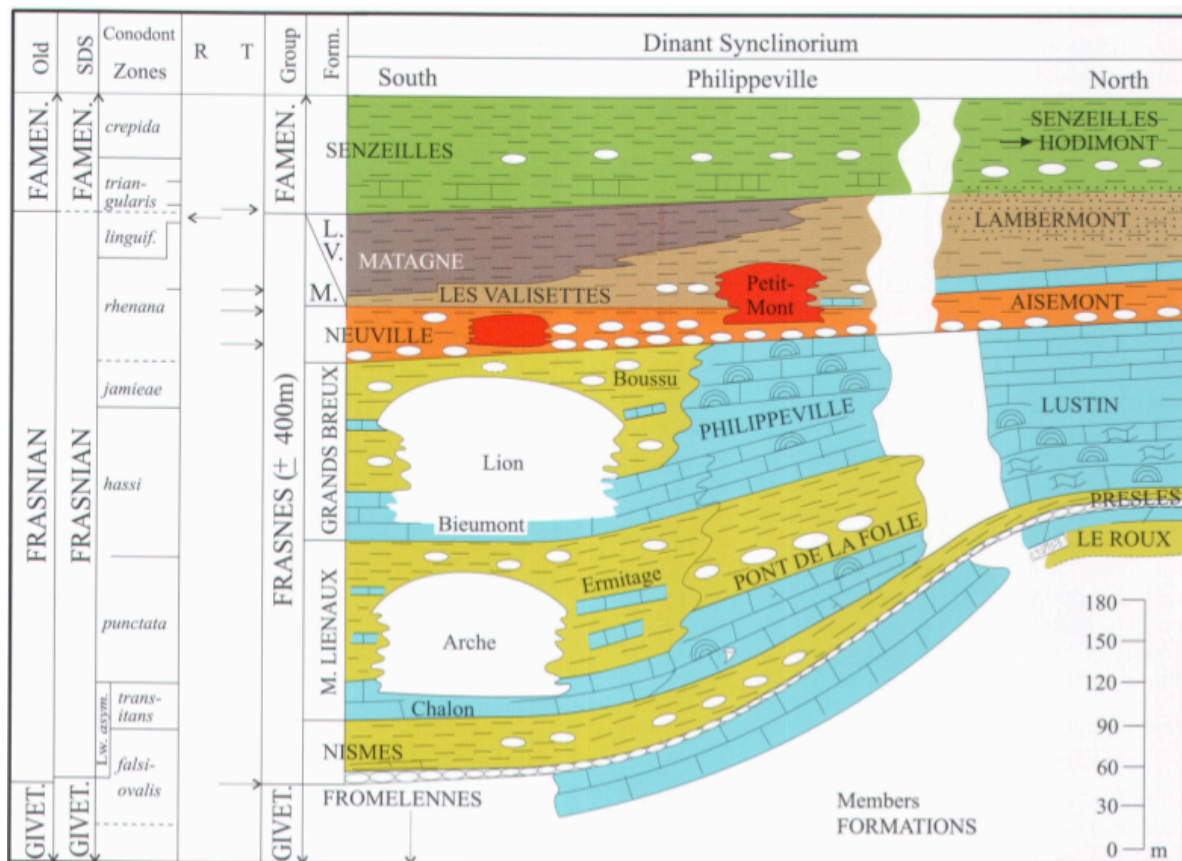 Old
SDS
Conodont
Zones
R T
Group
Form.
Dinant Synclinorium
South Philippeville North
FAMEN.
FAMEN.
crepida
trian-
gularis
linguif.
rhenana
jamieae
hassi
punctata
trans-
itans
Lw. asym.
falsi-
ovalis
FRASNIAN
FRASNIAN
GIVET.
GIVET.
FAMEN.
FRASNES (± 400m)
GIVET.
L.
V.
M.
GRANDS BREUX
M. LIENAUX
SENZEILLES
SENZEILLES
HODIMONT
MATAGNE
LAMBERMONT
LES VALISETTES
Petit-
Mont
NEUVILLE
AISEMONT
Boussu
PHILIPPEVILLE
LUSTIN
Lion
Bieumont
PRESLES
LE ROUX
Ermitage
PONT DE LA FOLLE
Arche
Chalon
NISMES
FROMELENNES
Members
FORMATIONS
180
150
120
90
60
30
0 m